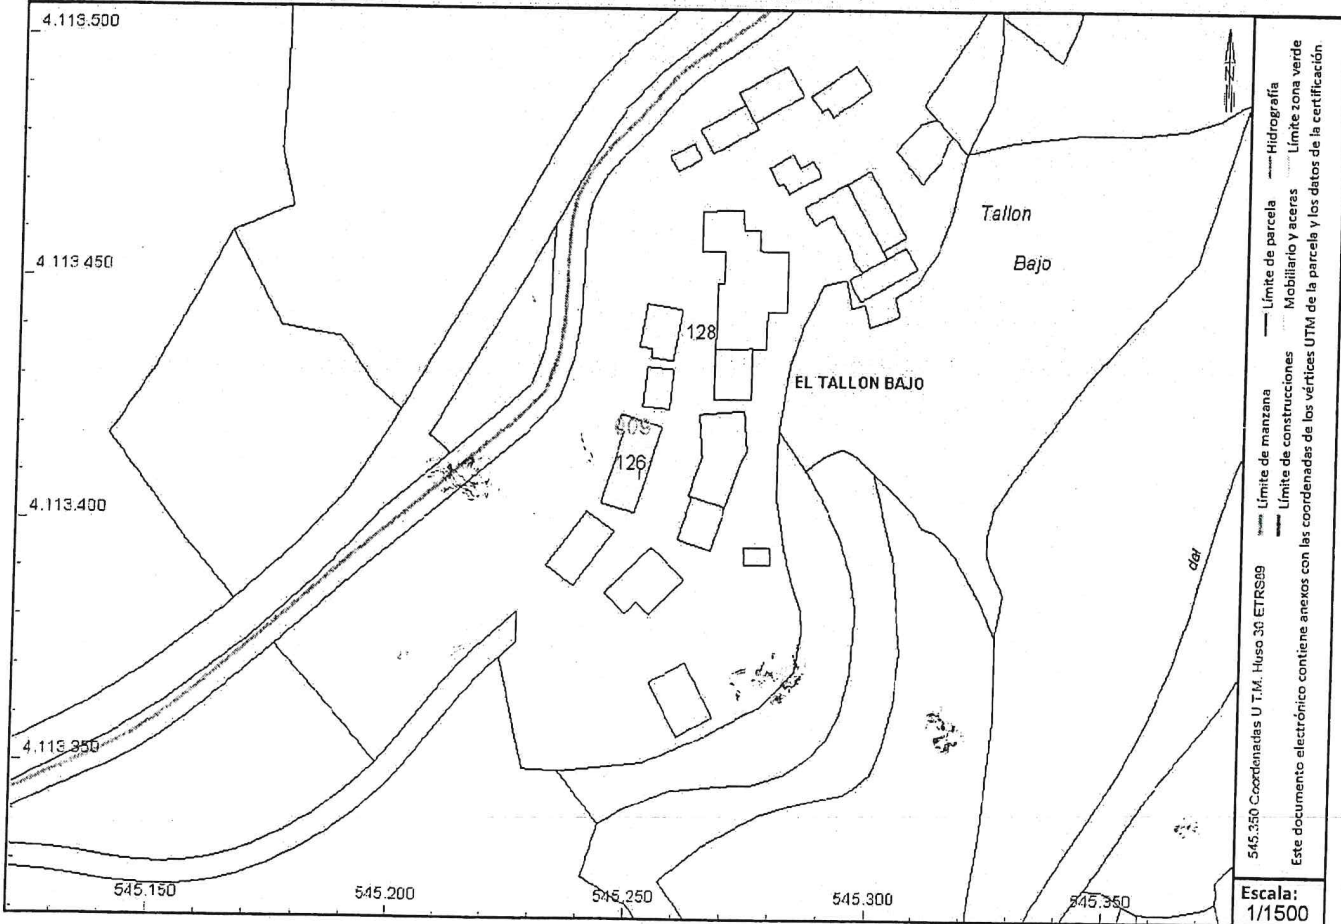 4.113.500
4.113.450
4.113.400
4.113.350
545.150
545.200
545.250
545.300
545.350
Tallon
Bajo
128
EL TALLON BAJO
909
126
1
del
N
545.350 Coordenadas U.T.M. Huso 30 ETRS89
Límite de manzana
Límite de parcela
Hidrografía
Límite de construcciones
Mobiliario y aceras
Límite zona verde
Este documento electrónico contiene anexos con las coordenadas de los vértices UTM de la parcela y los datos de la certificación
Escala:
1/1500